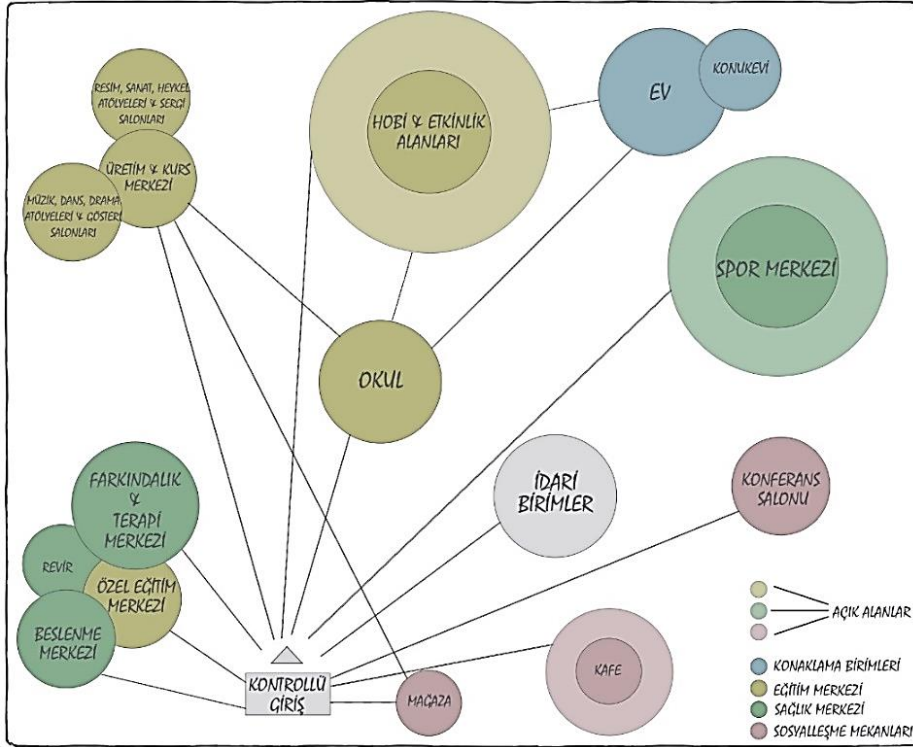 RESİM, SANAT, HEYKEL
ATÖLYELERİ & SERGİ
SALONLARI
ÜRETİM & KURS
MERKEZİ
MÜZİK, DANS, DRAMA
ATÖLYELERİ & GÖSTERİ
SALONLARI
HOBİ & ETKİNLİK
ALANLARI
EV
KONUKEVİ
SPOR MERKEZİ
OKUL
FARKINDALIK
&
TERAPİ
MERKEZİ
REVİR
ÖZEL EĞİTİM
MERKEZİ
BESLENME
MERKEZİ
İDARİ
BİRİMLER
KONFERANS
SALONU
KONTROLLÜ
GİRİŞ
MAĞAZA
KAFE
AÇIK ALANLAR
KONAKLAMA BİRİMLERİ
EĞİTİM MERKEZİ
SAĞLIK MERKEZİ
SOSYALLEŞME MEKANLARI